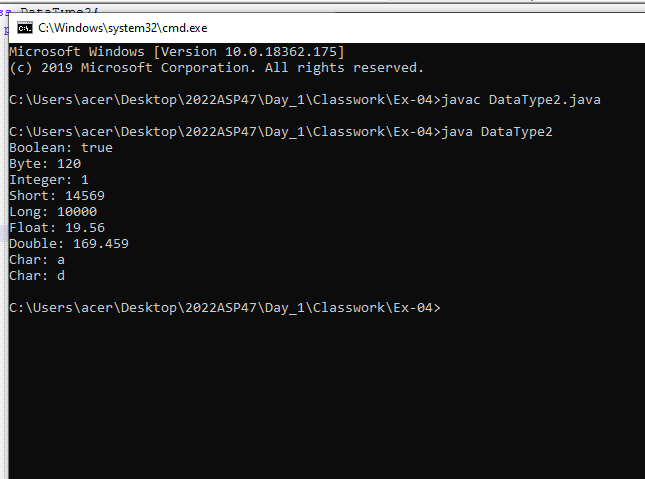 DataType2{
C:\Windows\system32\cmd.exe
Microsoft Windows [Version 10.0.18362.175]
(c) 2019 Microsoft Corporation. All rights reserved.
C:\Users\acer\Desktop\2022ASP47\Day_1\Classwork\Ex-04>javac DataType2.java
C:\Users\acer\Desktop\2022ASP47\Day_1\Classwork\Ex-04>java DataType2
Boolean: true
Byte: 120
Integer: 1
Short: 14569
Long: 10000
Float: 19.56
Double: 169.459
Char: a
Char: d
C:\Users\acer\Desktop\2022ASP47\Day_1\Classwork\Ex-04>